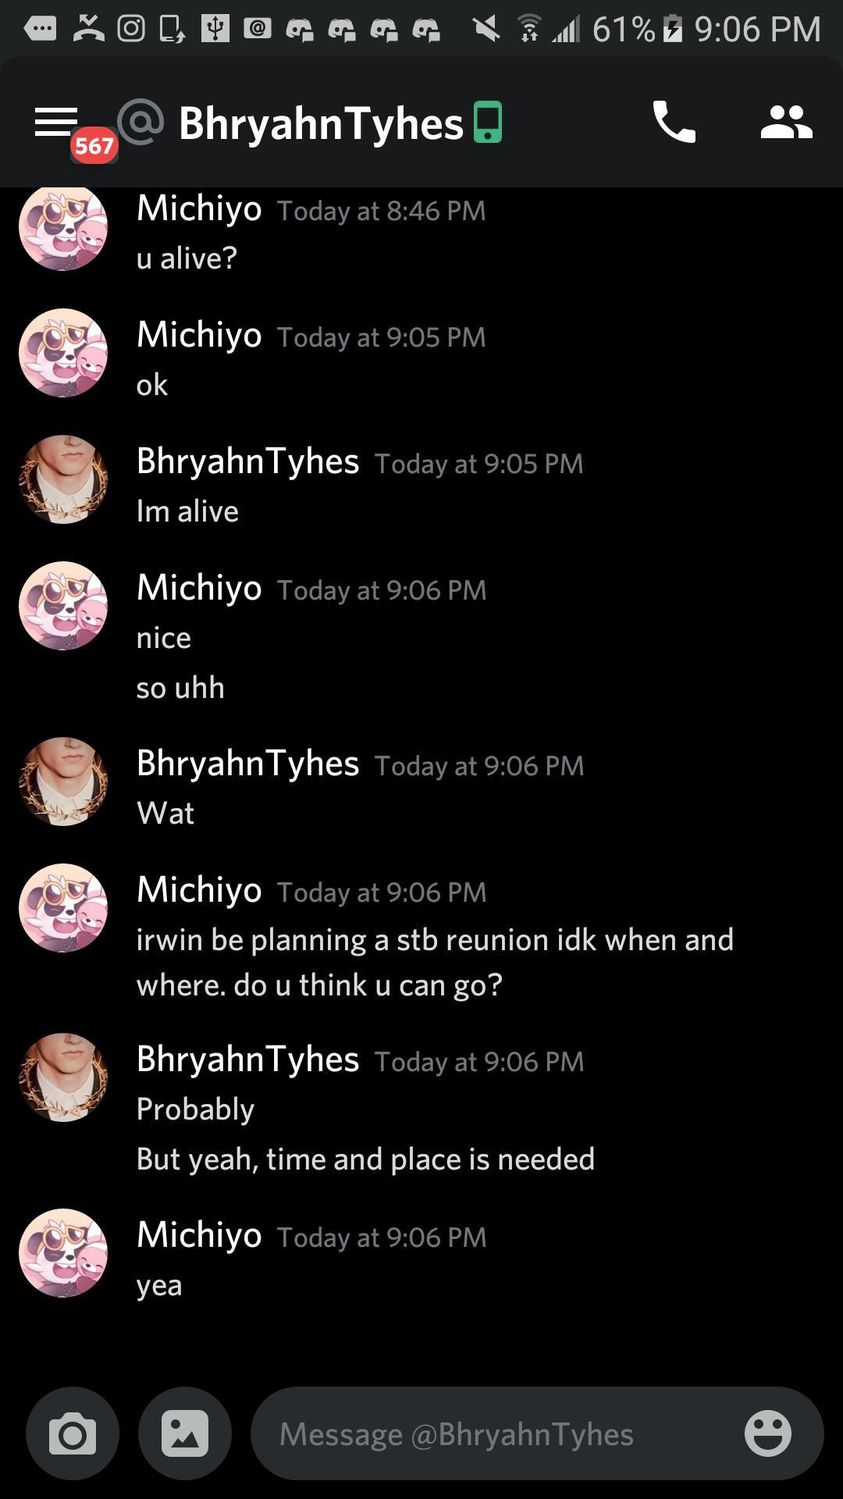 61% 9:06 PM
567 @ BhryahnTyhes
Michiyo Today at 8:46 PM
u alive?
Michiyo Today at 9:05 PM
ok
BhryahnTyhes Today at 9:05 PM
Im alive
Michiyo Today at 9:06 PM
nice
so uhh
BhryahnTyhes Today at 9:06 PM
Wat
Michiyo Today at 9:06 PM
irwin be planning a stb reunion idk when and
where. do u think u can go?
BhryahnTyhes Today at 9:06 PM
Probably
But yeah, time and place is needed
Michiyo Today at 9:06 PM
yea
Message @BhryahnTyhes